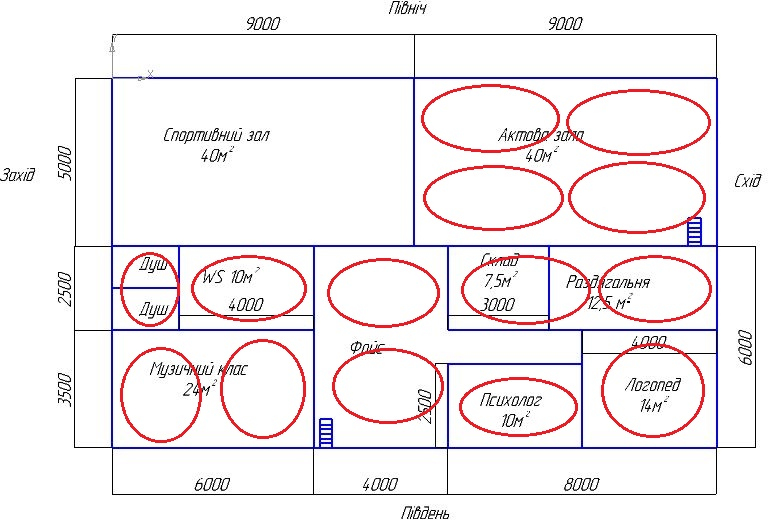 Північ
9000
9000
Y
X
Спортивний зал
40м²
Актова зала
40м²
5000
Захід
Схід
Душ
Душ
WS 10м²
4000
Склад
7,5м²
3000
Раздягальня
12,5 м²
2500
Фойє
Музичний клас
24м²
3500
2500
Психолог
10м²
4000
Логопед
14м²
6000
6000
4000
8000
Південь